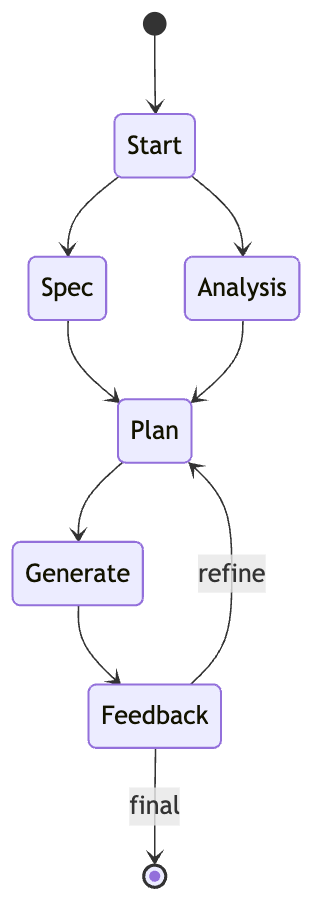 Start
Spec
Analysis
Plan
Generate
refine
Feedback
final